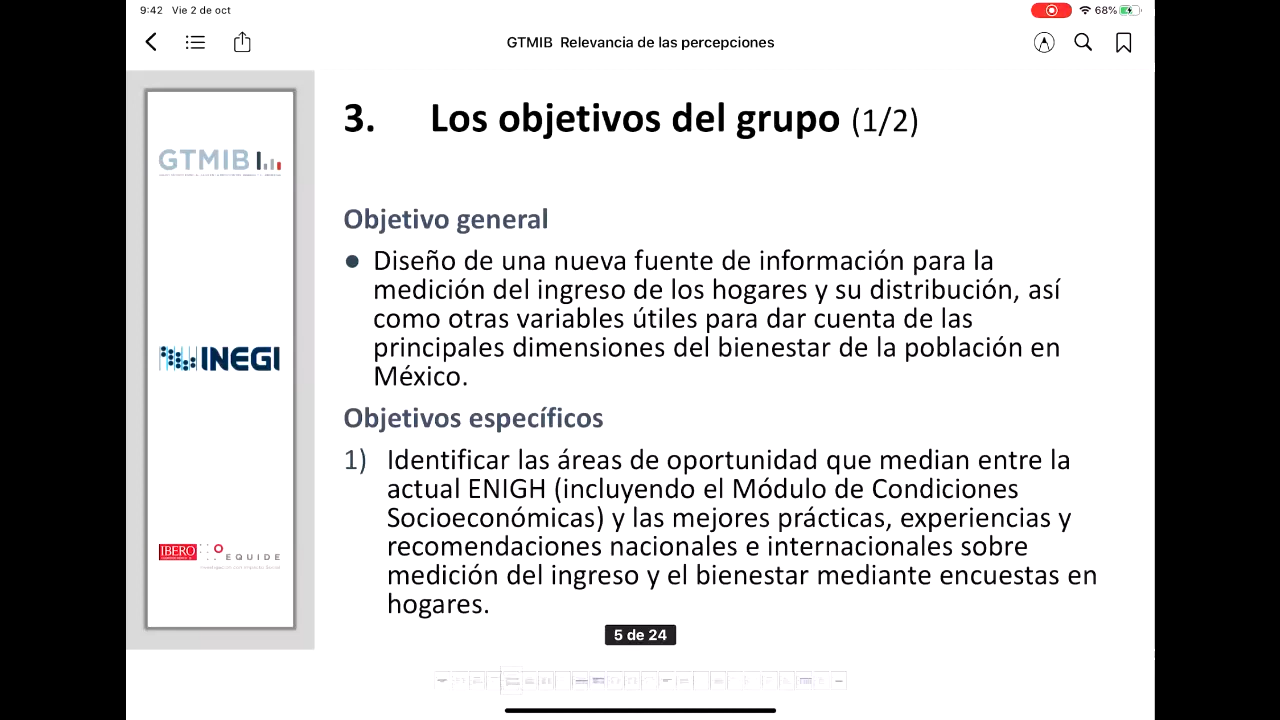 9:42 Vie 2 de oct
68%
GTMIB Relevancia de las percepciones
GTMIB
INEGI
IBERO
EQUIDE
3. Los objetivos del grupo (1/2)
Objetivo general
● Diseño de una nueva fuente de información para la
medición del ingreso de los hogares y su distribución, así
como otras variables útiles para dar cuenta de las
principales dimensiones del bienestar de la población en
México.
Objetivos específicos
1) Identificar las áreas de oportunidad que median entre la
actual ENIGH (incluyendo el Módulo de Condiciones
Socioeconómicas) y las mejores prácticas, experiencias y
recomendaciones nacionales e internacionales sobre
medición del ingreso y el bienestar mediante encuestas en
hogares.
5 de 24